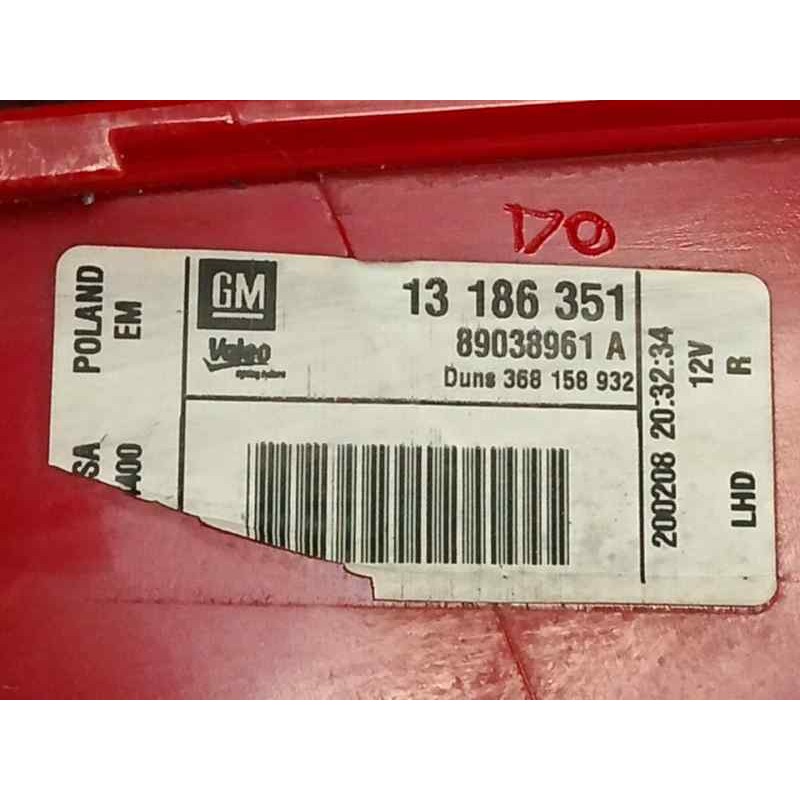 DO
POLAND
EM
SA
400
GM
Valeo
13 186 351
89038961 A
Duns 368 158 932
200208 20:32:34
12V
R
LHD